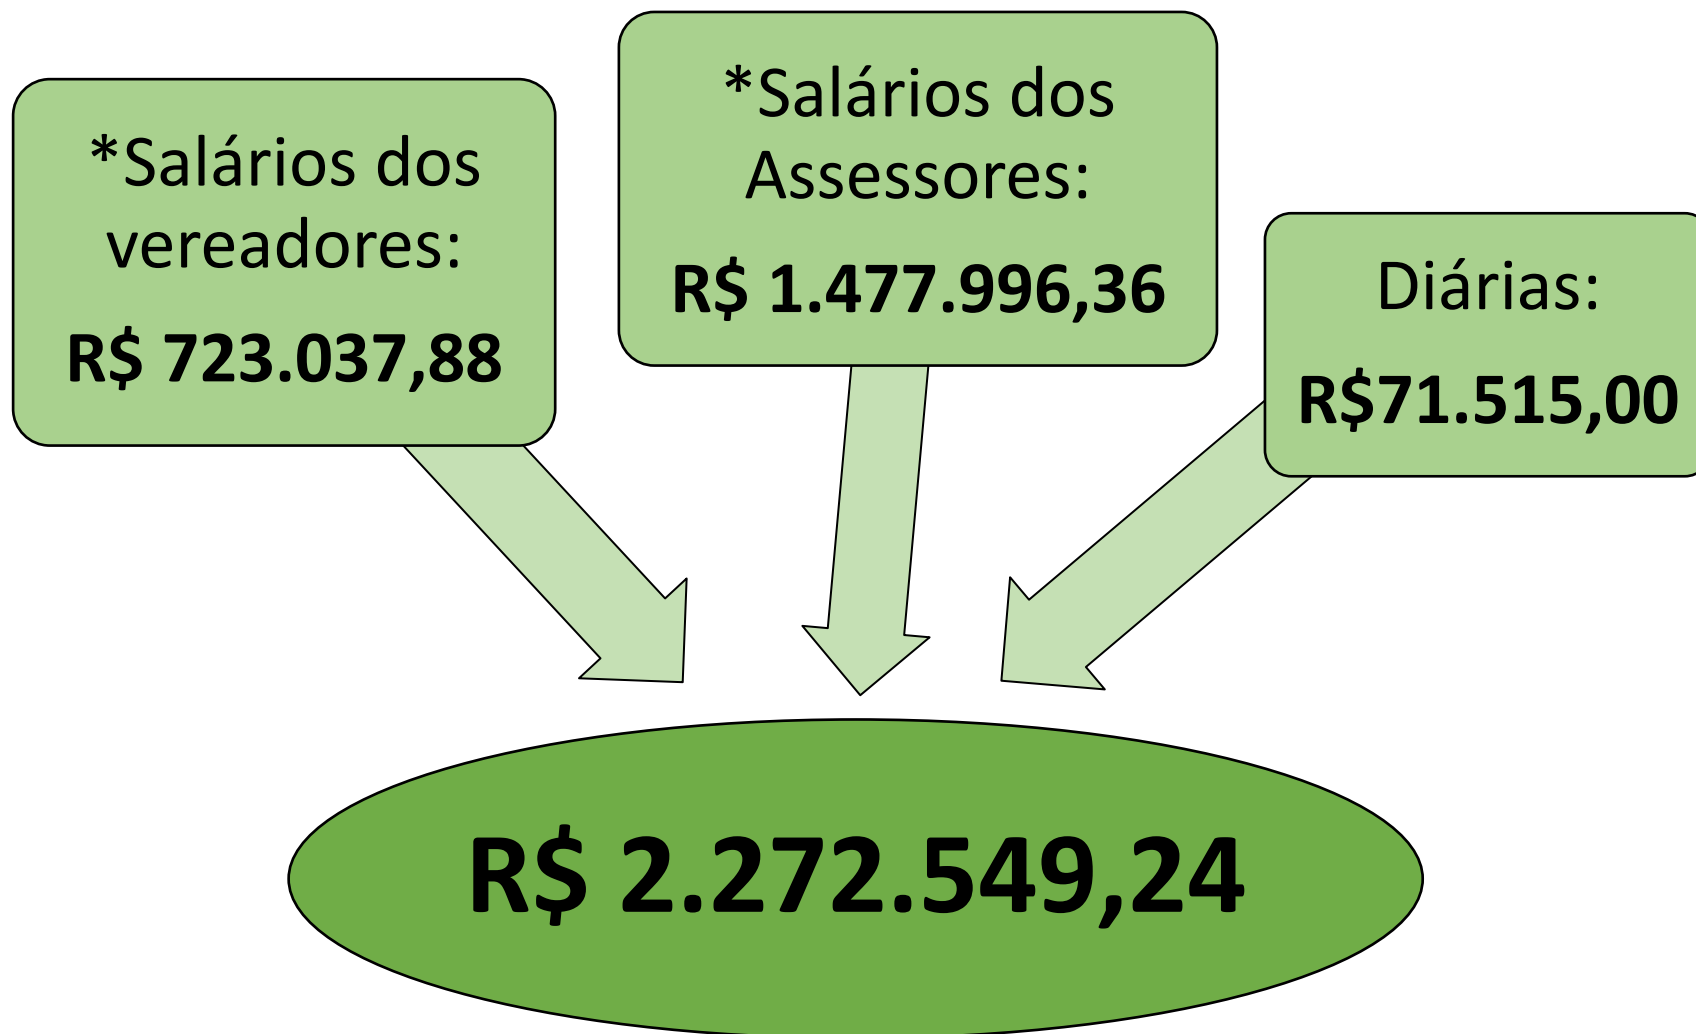 *Salários dos
vereadores:
R$ 723.037,88
*Salários dos
Assessores:
R$ 1.477.996,36
Diárias:
R$71.515,00
R$ 2.272.549,24